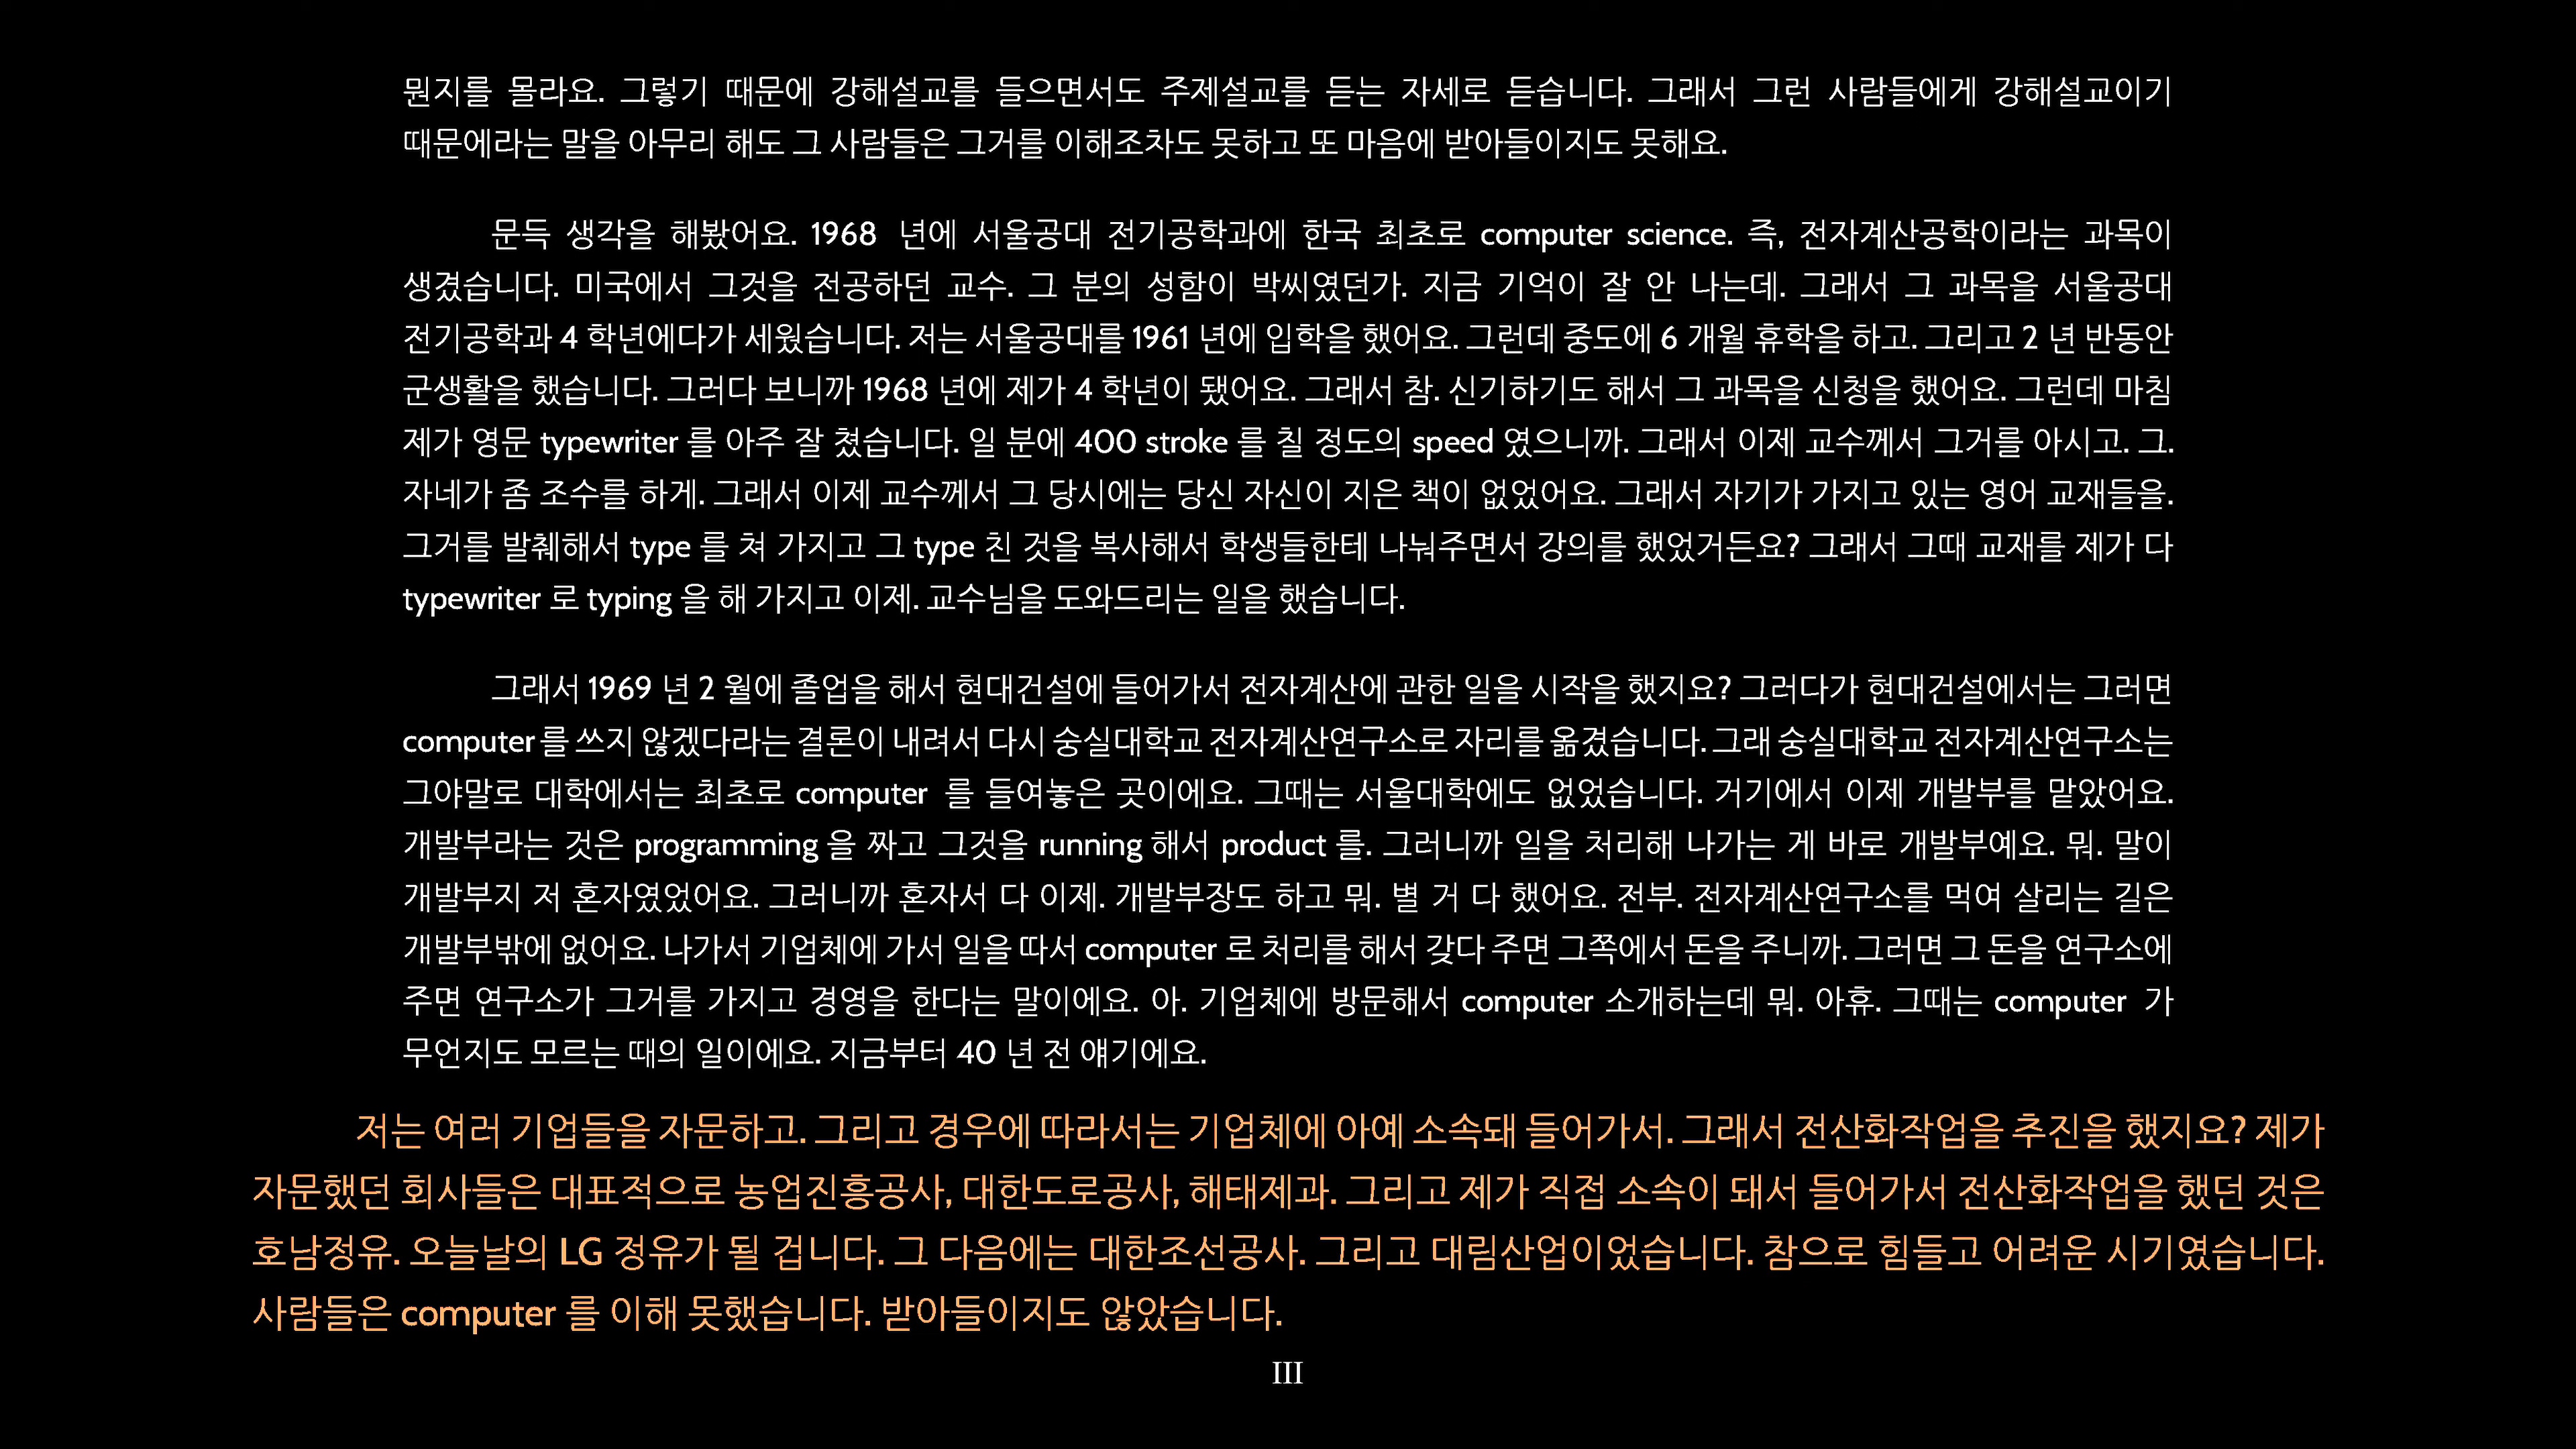 뭔지를 몰라요. 그렇기 때문에 강해설교를 들으면서도 주제설교를 듣는 자세로 듣습니다. 그래서 그런 사람들에게 강해설교이기
때문에라는 말을 아무리 해도 그 사람들은 그거를 이해조차도 못하고 또 마음에 받아들이지도 못해요.
문득 생각을 해봤어요. 1968 년에 서울공대 전기공학과에 한국 최초로 computer science. 즉, 전자계산공학이라는 과목이
생겼습니다. 미국에서 그것을 전공하던 교수. 그 분의 성함이 박씨였던가. 지금 기억이 잘 안 나는데. 그래서 그 과목을 서울공대
전기공학과 4 학년에다가 세웠습니다. 저는 서울공대를 1961 년에 입학을 했어요. 그런데 중도에 6 개월 휴학을 하고. 그리고 2 년 반동안
군생활을 했습니다. 그러다 보니까 1968 년에 제가 4 학년이 됐어요. 그래서 참. 신기하기도 해서 그 과목을 신청을 했어요. 그런데 마침
제가 영문 typewriter 를 아주 잘 쳤습니다. 일 분에 400 stroke 를 칠 정도의 speed 였으니까. 그래서 이제 교수께서 그거를 아시고. 그.
자네가 좀 조수를 하게. 그래서 이제 교수께서 그 당시에는 당신 자신이 지은 책이 없었어요. 그래서 자기가 가지고 있는 영어 교재들을.
그거를 발췌해서 type 를 쳐 가지고 그 type 친 것을 복사해서 학생들한테 나눠주면서 강의를 했었거든요? 그래서 그때 교재를 제가 다
typewriter 로 typing 을 해 가지고 이제. 교수님을 도와드리는 일을 했습니다.
그래서 1969 년 2 월에 졸업을 해서 현대건설에 들어가서 전자계산에 관한 일을 시작을 했지요? 그러다가 현대건설에서는 그러면
computer 를 쓰지 않겠다라는 결론이 내려서 다시 숭실대학교 전자계산연구소로 자리를 옮겼습니다. 그래 숭실대학교 전자계산연구소는
그야말로 대학에서는 최초로 computer 를 들여놓은 곳이에요. 그때는 서울대학에도 없었습니다. 거기에서 이제 개발부를 맡았어요.
개발부라는 것은 programming 을 짜고 그것을 running 해서 product 를. 그러니까 일을 처리해 나가는 게 바로 개발부예요. 뭐. 말이
개발부지 저 혼자였었어요. 그러니까 혼자서 다 이제. 개발부장도 하고 뭐. 별 거 다 했어요. 전부. 전자계산연구소를 먹여 살리는 길은
개발부밖에 없어요. 나가서 기업체에 가서 일을 따서 computer 로 처리를 해서 갖다 주면 그쪽에서 돈을 주니까. 그러면 그 돈을 연구소에
주면 연구소가 그거를 가지고 경영을 한다는 말이에요. 아. 기업체에 방문해서 computer 소개하는데 뭐. 아휴. 그때는 computer 가
무언지도 모르는 때의 일이에요. 지금부터 40 년 전 얘기에요.
저는 여러 기업들을 자문하고. 그리고 경우에 따라서는 기업체에 아예 소속돼 들어가서. 그래서 전산화작업을 추진을 했지요? 제가
자문했던 회사들은 대표적으로 농업진흥공사, 대한도로공사, 해태제과. 그리고 제가 직접 소속이 돼서 들어가서 전산화작업을 했던 것은
호남정유. 오늘날의 LG 정유가 될 겁니다. 그 다음에는 대한조선공사. 그리고 대림산업이었습니다. 참으로 힘들고 어려운 시기였습니다.
사람들은 computer 를 이해 못했습니다. 받아들이지도 않았습니다.
III